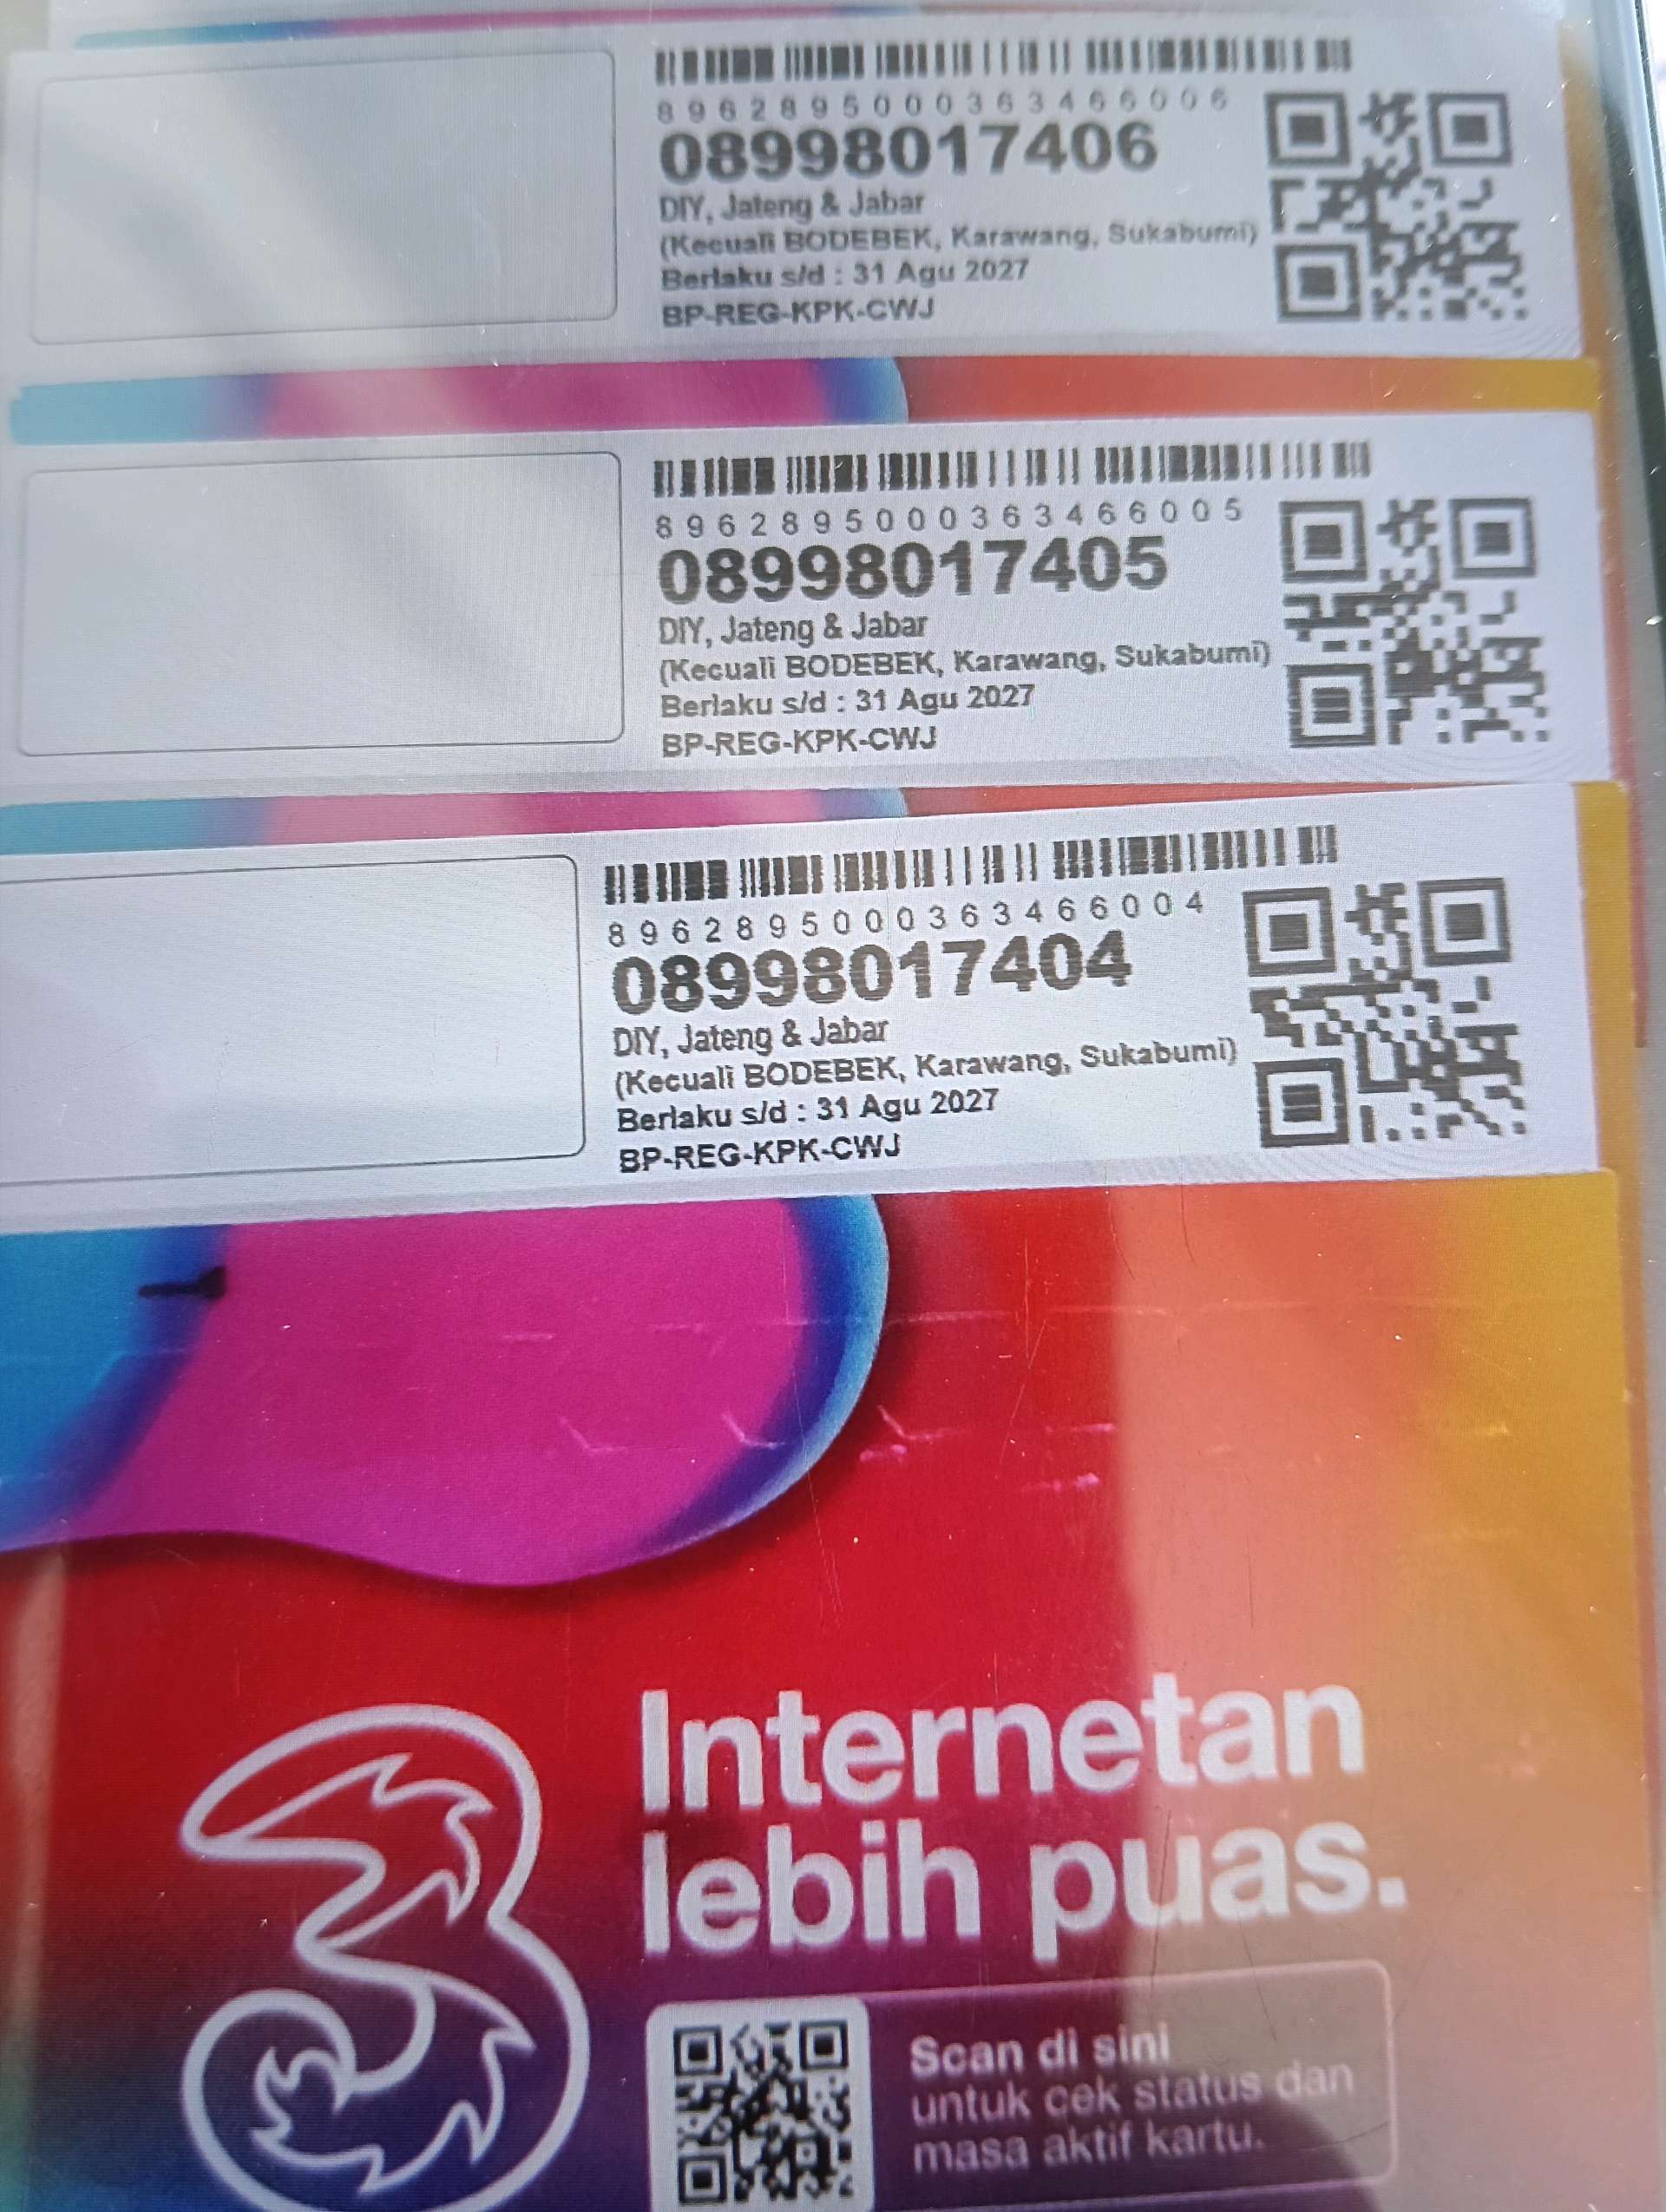 8962895000363466006
08998017406
DIY, Jateng & Jabar
(Kecuali BODEBEK, Karawang, Sukabumi)
Berlaku s/d : 31 Agu 2027
BP-REG-KPK-CWJ
8962895000363466005
08998017405
DIY, Jateng & Jabar
(Kecuali BODEBEK, Karawang, Sukabumi)
Berlaku s/d : 31 Agu 2027
BP-REG-KPK-CWJ
8962895000363466004
08998017404
DIY, Jateng & Jabar
(Kecuali BODEBEK, Karawang, Sukabumi)
Berlaku s/d : 31 Agu 2027
BP-REG-KPK-CWJ
3
Internetan
lebih puas.
Scan di sini
untuk cek status dan
masa aktif kartu.